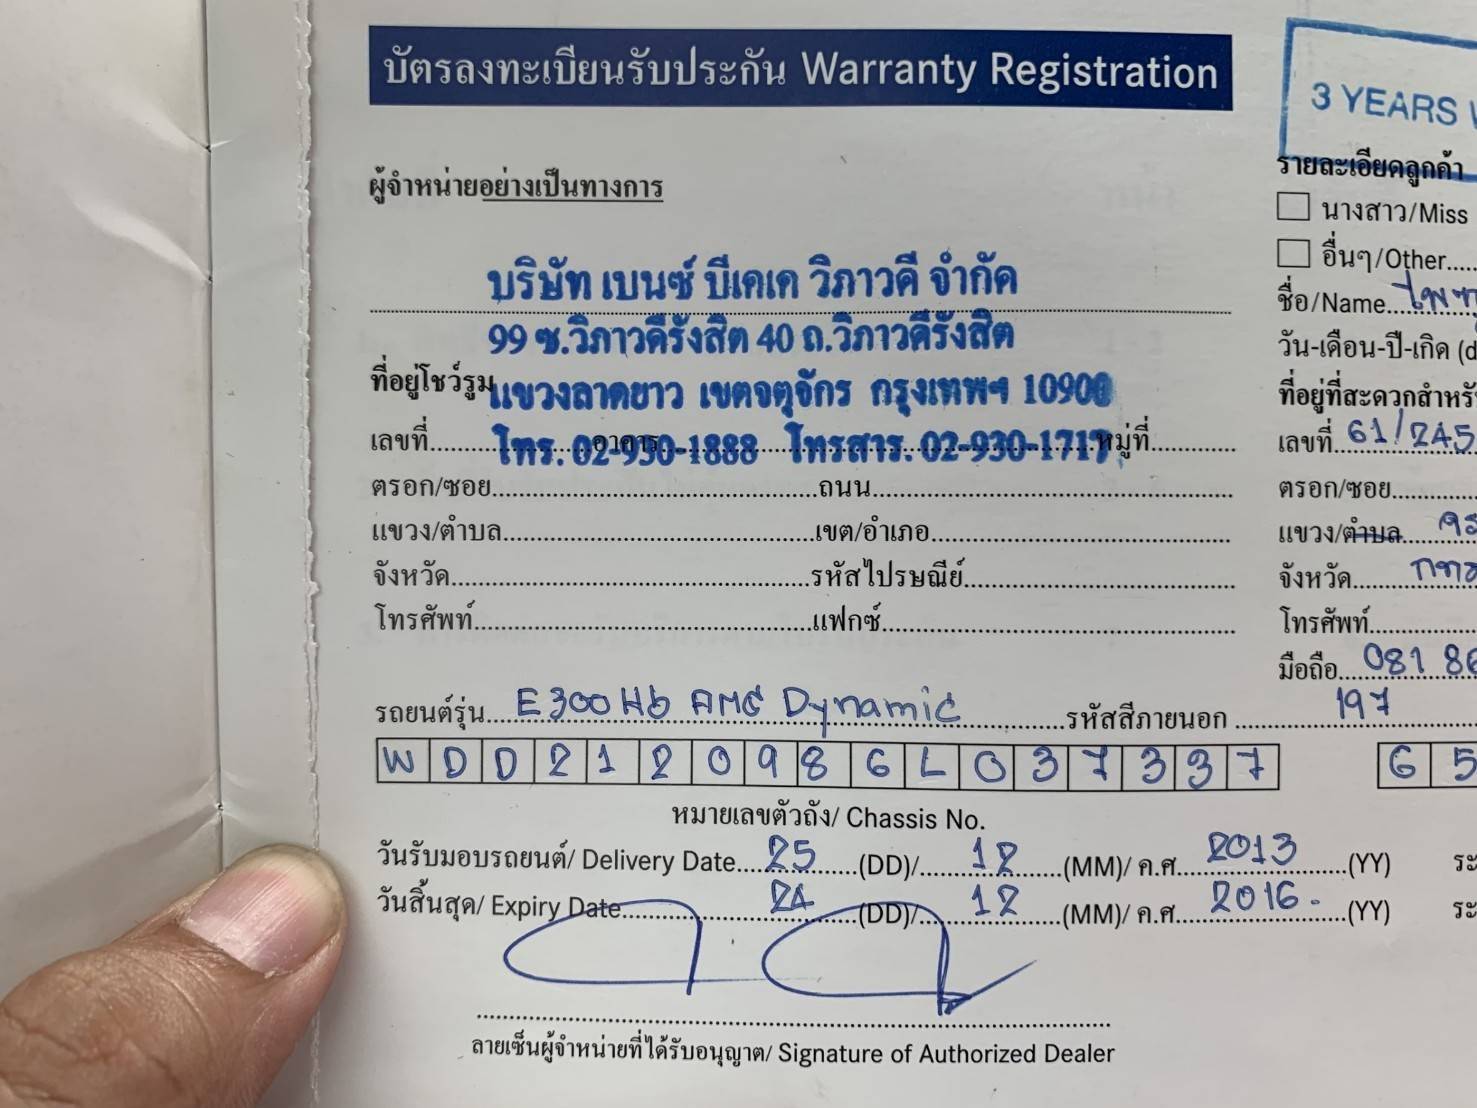 บัตรลงทะเบียนรับประกัน Warranty Registration
3 YEARS
ผู้จำหน่ายอย่างเป็นทางการ
บริษัท เบนซ์ บีเคเค วิภาวดี จำกัด
99 ซ.วิภาวดีรังสิต 40 ถ.วิภาวดีรังสิต
ที่อยู่โชว์รูม
แขวงลาดยาว เขตจตุจักร กรุงเทพฯ 10900
เลขที่ อาคาร หมู่ที่
โทร. 02-930-1888 โทรสาร. 02-930-1717
ตรอก/ซอย ถนน
แขวง/ตำบล เขต/อำเภอ
จังหวัด รหัสไปรษณีย์
โทรศัพท์ แฟกซ์
รถยนต์รุ่น E 300 Hb AMG Dynamic รหัสสีภายนอก 197
WDD2120986L037337
หมายเลขตัวถัง/ Chassis No.
วันรับมอบรถยนต์/ Delivery Date 25 (DD)/ 12 (MM)/ ค.ศ. 2013 (YY)
วันสิ้นสุด/ Expiry Date 24 (DD)/ 12 (MM)/ ค.ศ. 2016 (YY)
ลายเซ็นผู้จำหน่ายที่ได้รับอนุญาต/ Signature of Authorized Dealer
รายละเอียดลูกค้า
นางสาว/Miss
อื่นๆ/Other
ชื่อ/Name
วัน-เดือน-ปี-เกิด
ที่อยู่ที่สะดวกสำหรับ
เลขที่ 61/245
ตรอก/ซอย
แขวง/ตำบล
จังหวัด
โทรศัพท์
มือถือ 081 86
65